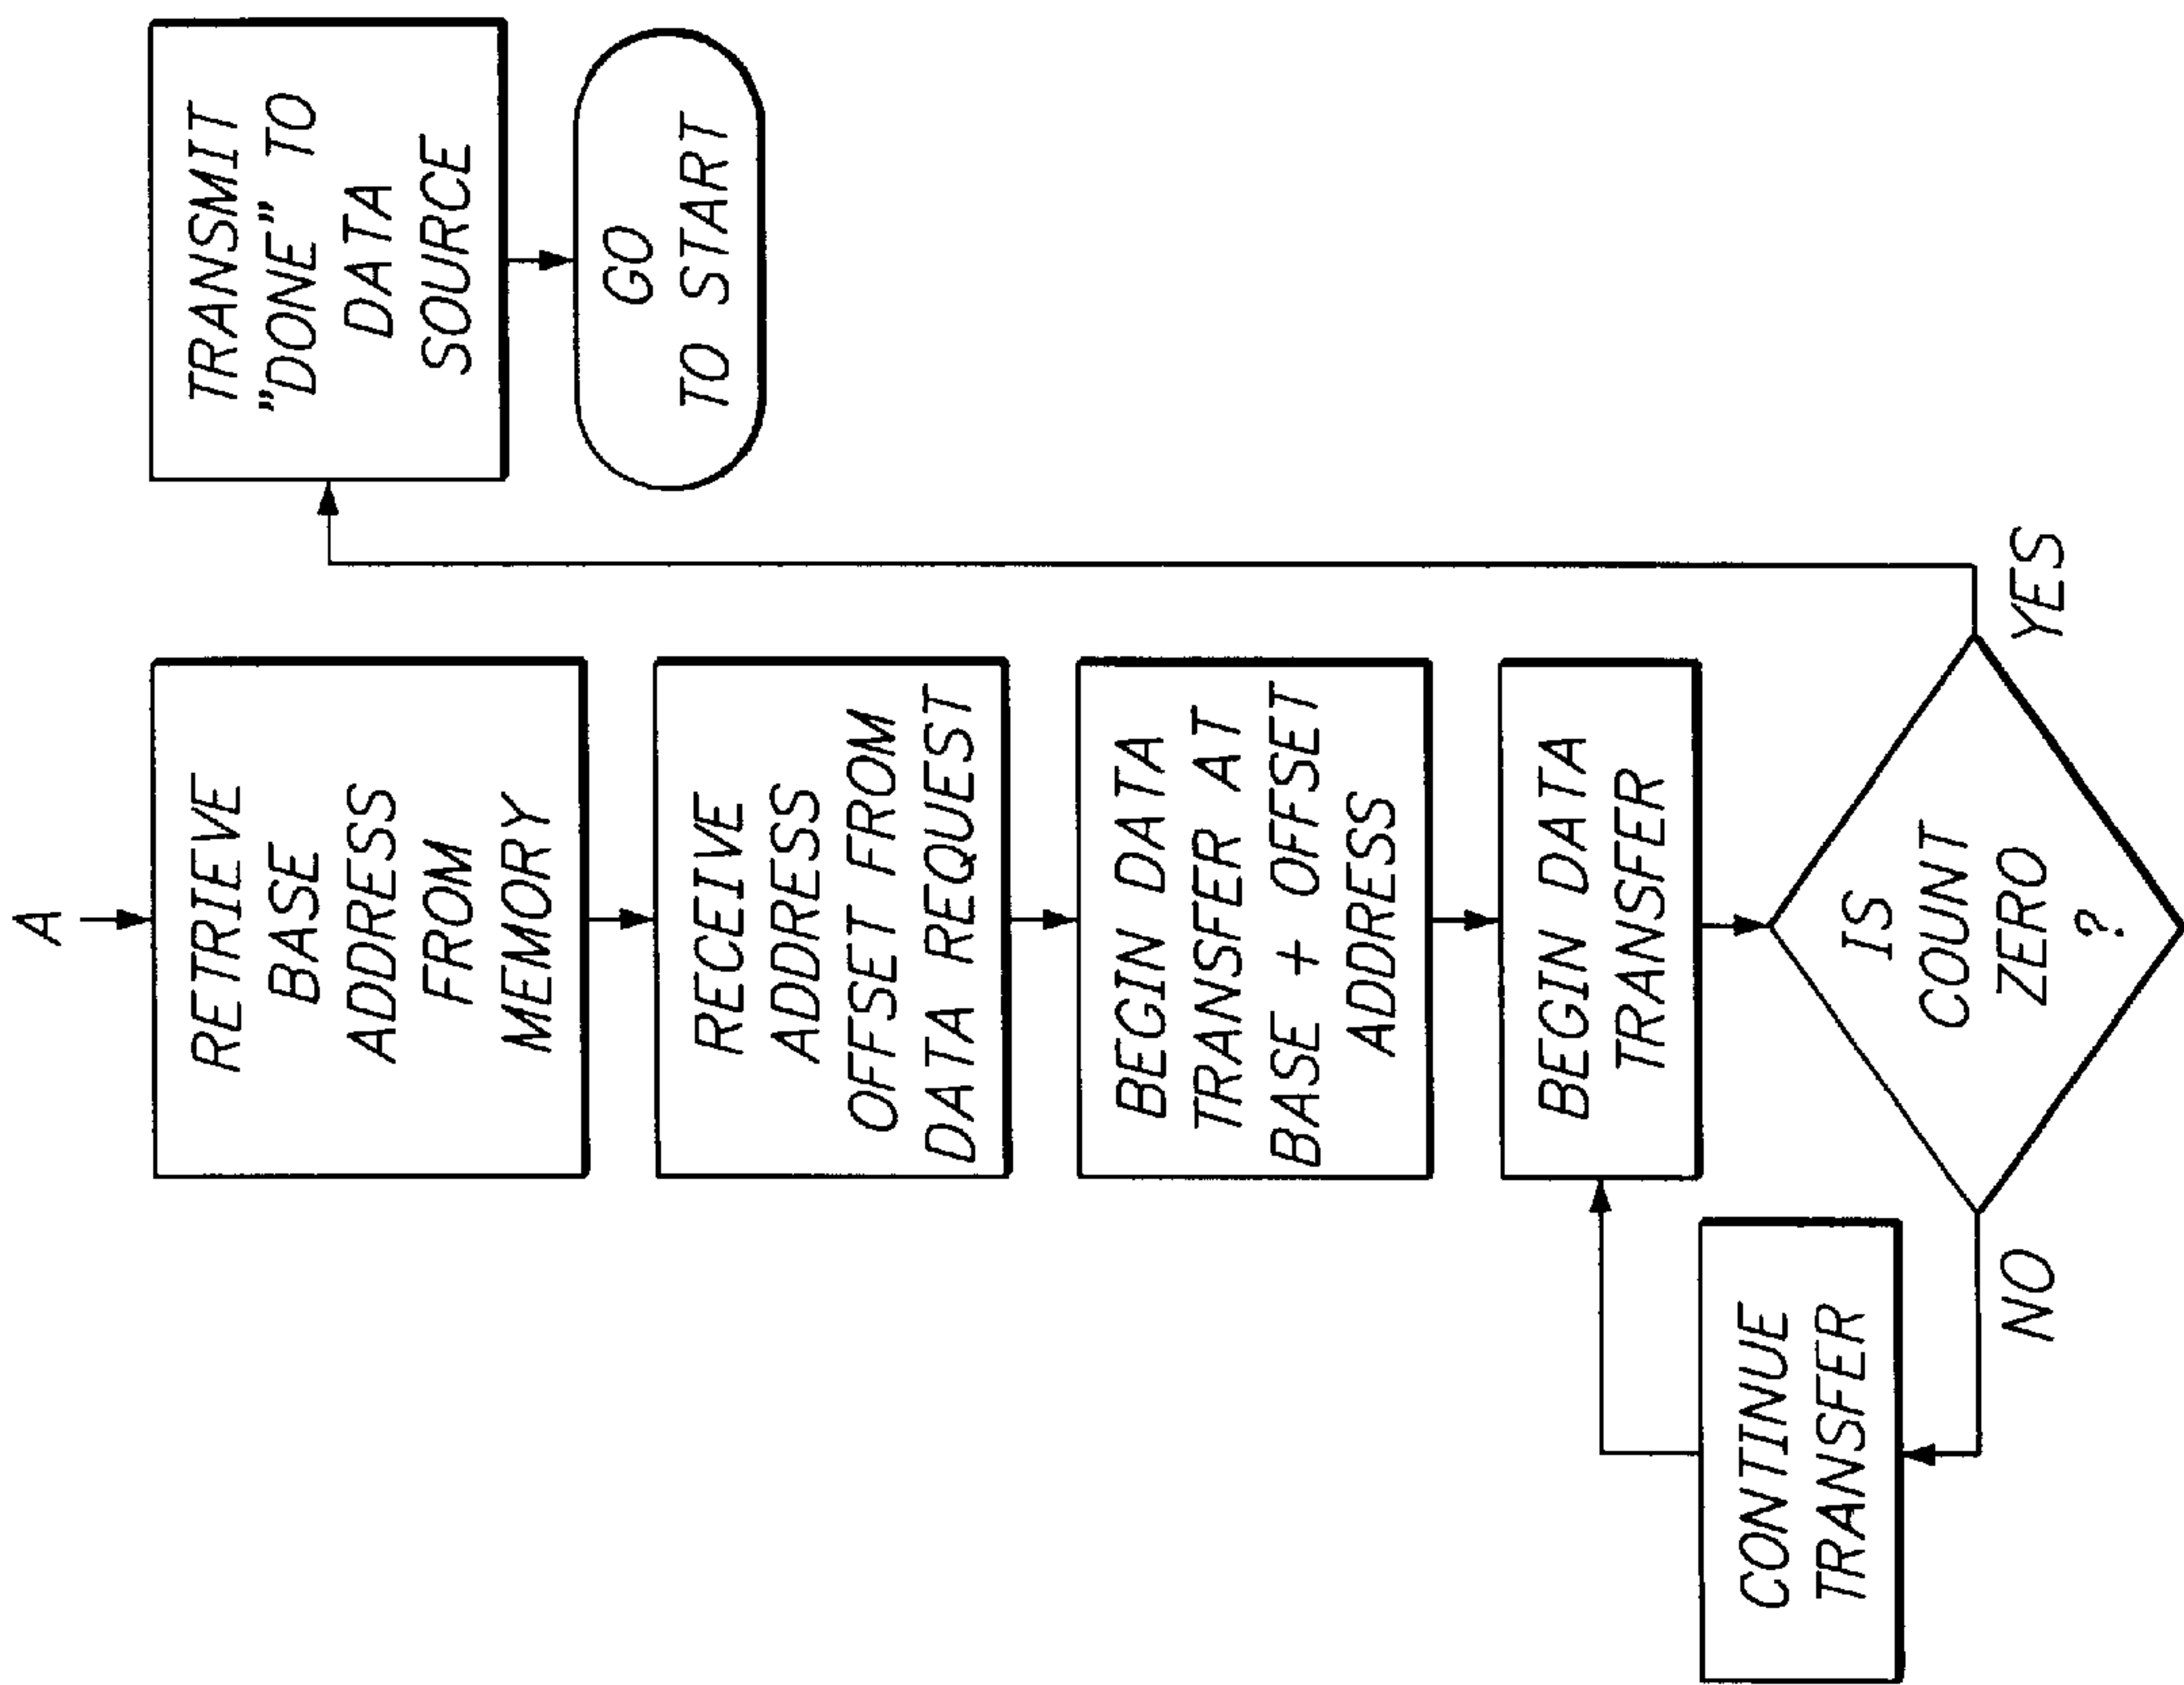 A
RETRIEVE
BASE
ADDRESS
FROM
MEMORY
RECEIVE
ADDRESS
OFFSET FROM
DATA REQUEST
BEGIN DATA
TRANSFER AT
BASE + OFFSET
ADDRESS
BEGIN DATA
TRANSFER
IS
COUNT
ZERO
?
NO
CONTINUE
TRANSFER
YES
TRANSMIT
"DONE" TO
DATA
SOURCE
GO
TO START